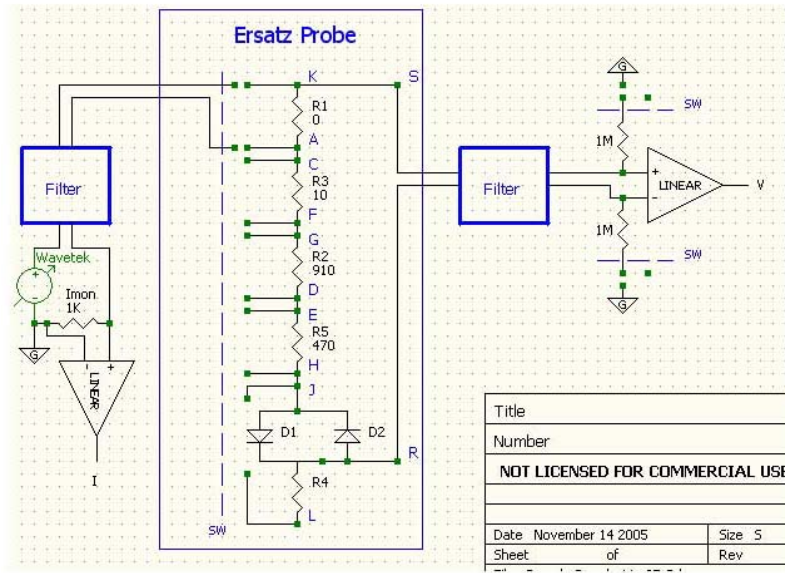 Ersatz Probe
K
S
R1
0
A
C
R3
10
F
G
R2
910
D
E
R5
470
H
J
D1
D2
R
R4
L
SW
Filter
Wavetek
Imon
1K
G
-
+
LINEAR
I
Filter
G
SW
1M
+
LINEAR
-
V
1M
SW
G
Title
Number
NOT LICENSED FOR COMMERCIAL USE
Date November 14 2005
Size S
Sheet of
Rev